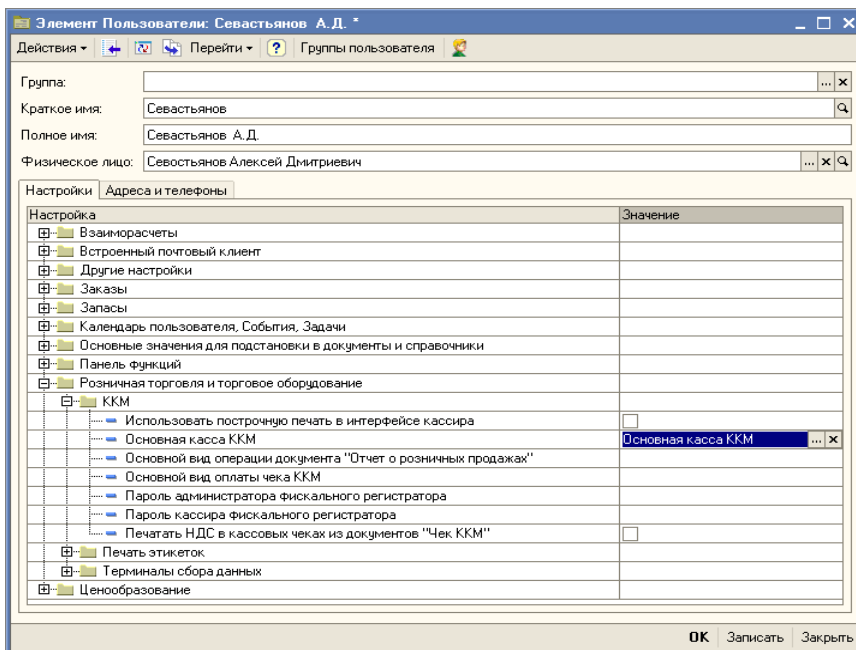 Элемент Пользователи: Севастьянов А.Д. *
Действия Перейти ? Группы пользователя
Группа: ...
Краткое имя: Севастьянов
Полное имя: Севастьянов А.Д.
Физическое лицо: Севостьянов Алексей Дмитриевич ...
Настройки Адреса и телефоны
Настройка Значение
Взаиморасчеты
Встроенный почтовый клиент
Другие настройки
Заказы
Запасы
Календарь пользователя, События, Задачи
Основные значения для подстановки в документы и справочники
Панель функций
Розничная торговля и торговое оборудование
ККМ
Использовать построчную печать в интерфейсе кассира
Основная касса ККМ Основная касса ККМ ...
Основной вид операции документа "Отчет о розничных продажах"
Основной вид оплаты чека ККМ
Пароль администратора фискального регистратора
Пароль кассира фискального регистратора
Печатать НДС в кассовых чеках из документов "Чек ККМ"
Печать этикеток
Терминалы сбора данных
Ценообразование
ОК Записать Закрыть